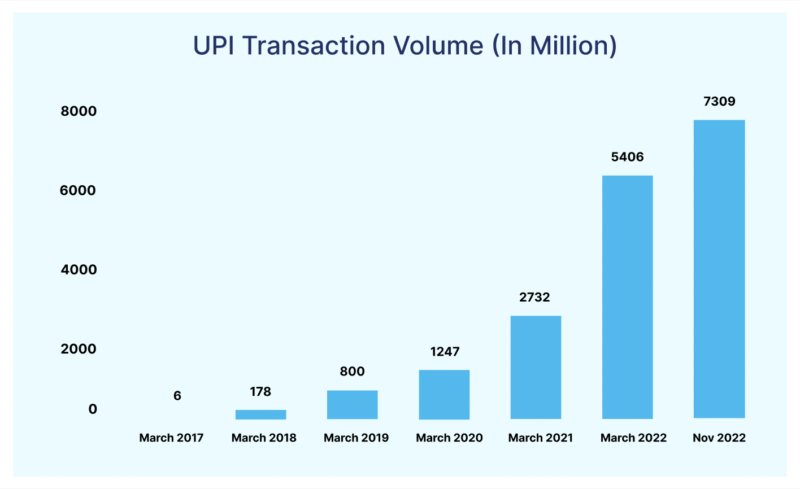 UPI Transaction Volume (In Million)
8000
6000
4000
2000
0
6
178
800
1247
2732
5406
7309
March 2017
March 2018
March 2019
March 2020
March 2021
March 2022
Nov 2022